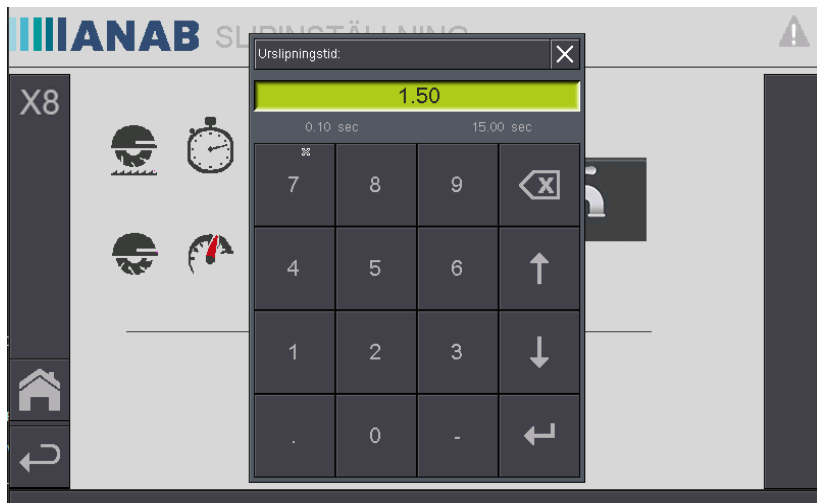 ANAB SLIPINSTÄLLNING
Urslipningstid:
X8
1.50
0.10 sec 15.00 sec
7 8 9
4 5 6
1 2 3
. 0 -